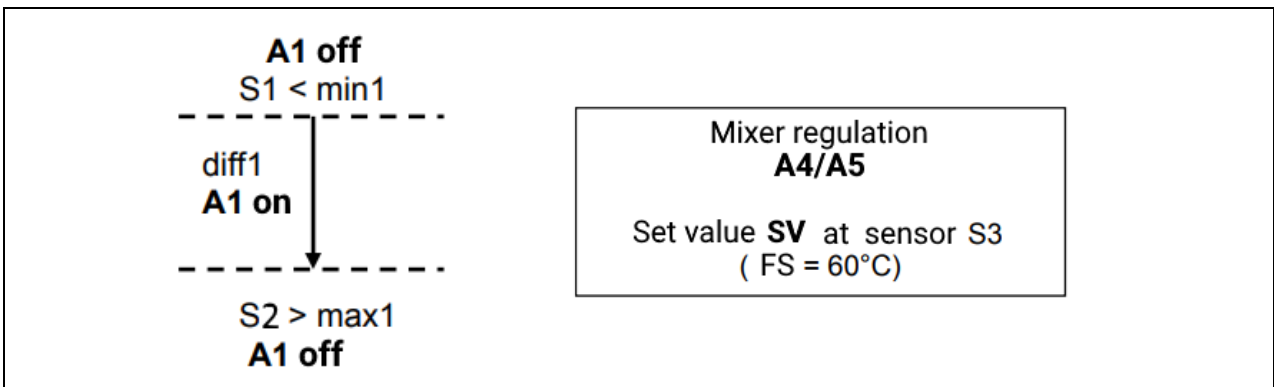 A1 off
S1 < min1
diff1
A1 on
S2 > max1
A1 off
Mixer regulation
A4/A5
Set value SV at sensor S3
( FS = 60°C)